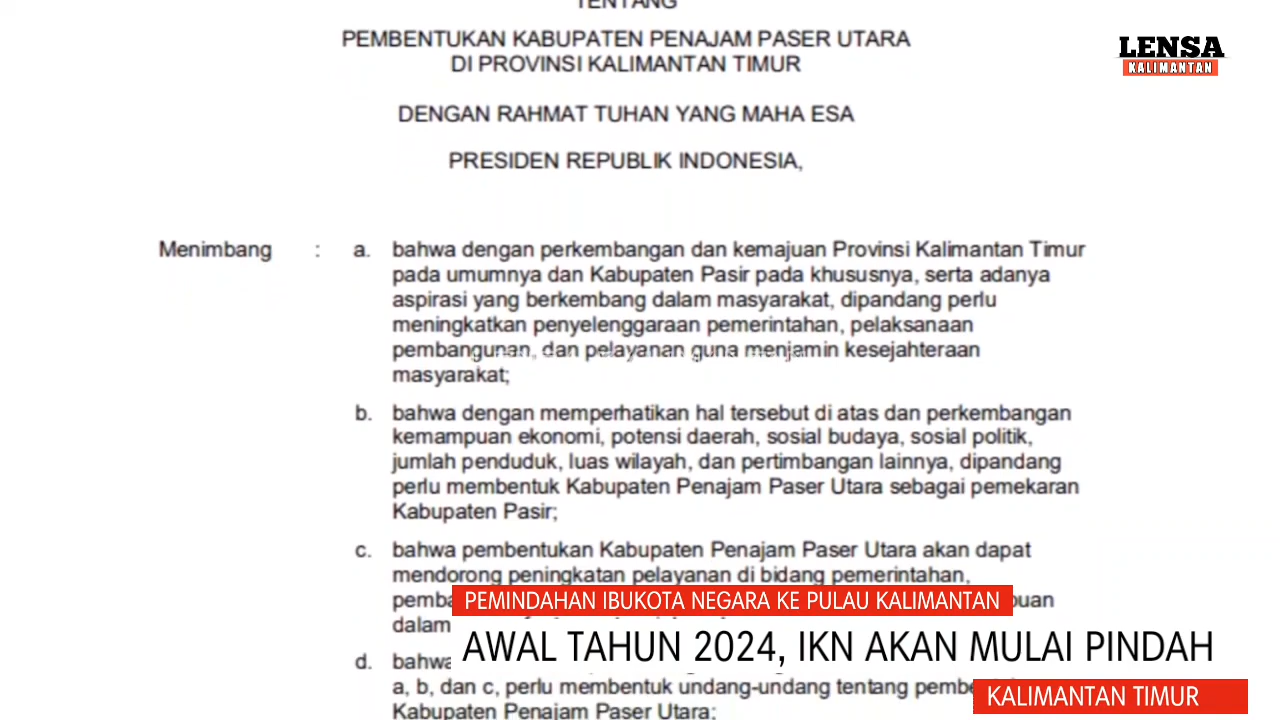 TENTANG
PEMBENTUKAN KABUPATEN PENAJAM PASER UTARA
DI PROVINSI KALIMANTAN TIMUR
LENSA
KALIMANTAN
DENGAN RAHMAT TUHAN YANG MAHA ESA
PRESIDEN REPUBLIK INDONESIA,
Menimbang : a. bahwa dengan perkembangan dan kemajuan Provinsi Kalimantan Timur
pada umumnya dan Kabupaten Pasir pada khususnya, serta adanya
aspirasi yang berkembang dalam masyarakat, dipandang perlu
meningkatkan penyelenggaraan pemerintahan, pelaksanaan
pembangunan, dan pelayanan guna menjamin kesejahteraan
masyarakat;
b. bahwa dengan memperhatikan hal tersebut di atas dan perkembangan
kemampuan ekonomi, potensi daerah, sosial budaya, sosial politik,
jumlah penduduk, luas wilayah, dan pertimbangan lainnya, dipandang
perlu membentuk Kabupaten Penajam Paser Utara sebagai pemekaran
Kabupaten Pasir;
c. bahwa pembentukan Kabupaten Penajam Paser Utara akan dapat
mendorong peningkatan pelayanan di bidang pemerintahan,
dalam
d.
a, b, dan c, perlu membentuk undang-undang tentang
Kabupaten Penajam Paser Utara;
PEMINDAHAN IBUKOTA NEGARA KE PULAU KALIMANTAN
AWAL TAHUN 2024, IKN AKAN MULAI PINDAH
KALIMANTAN TIMUR